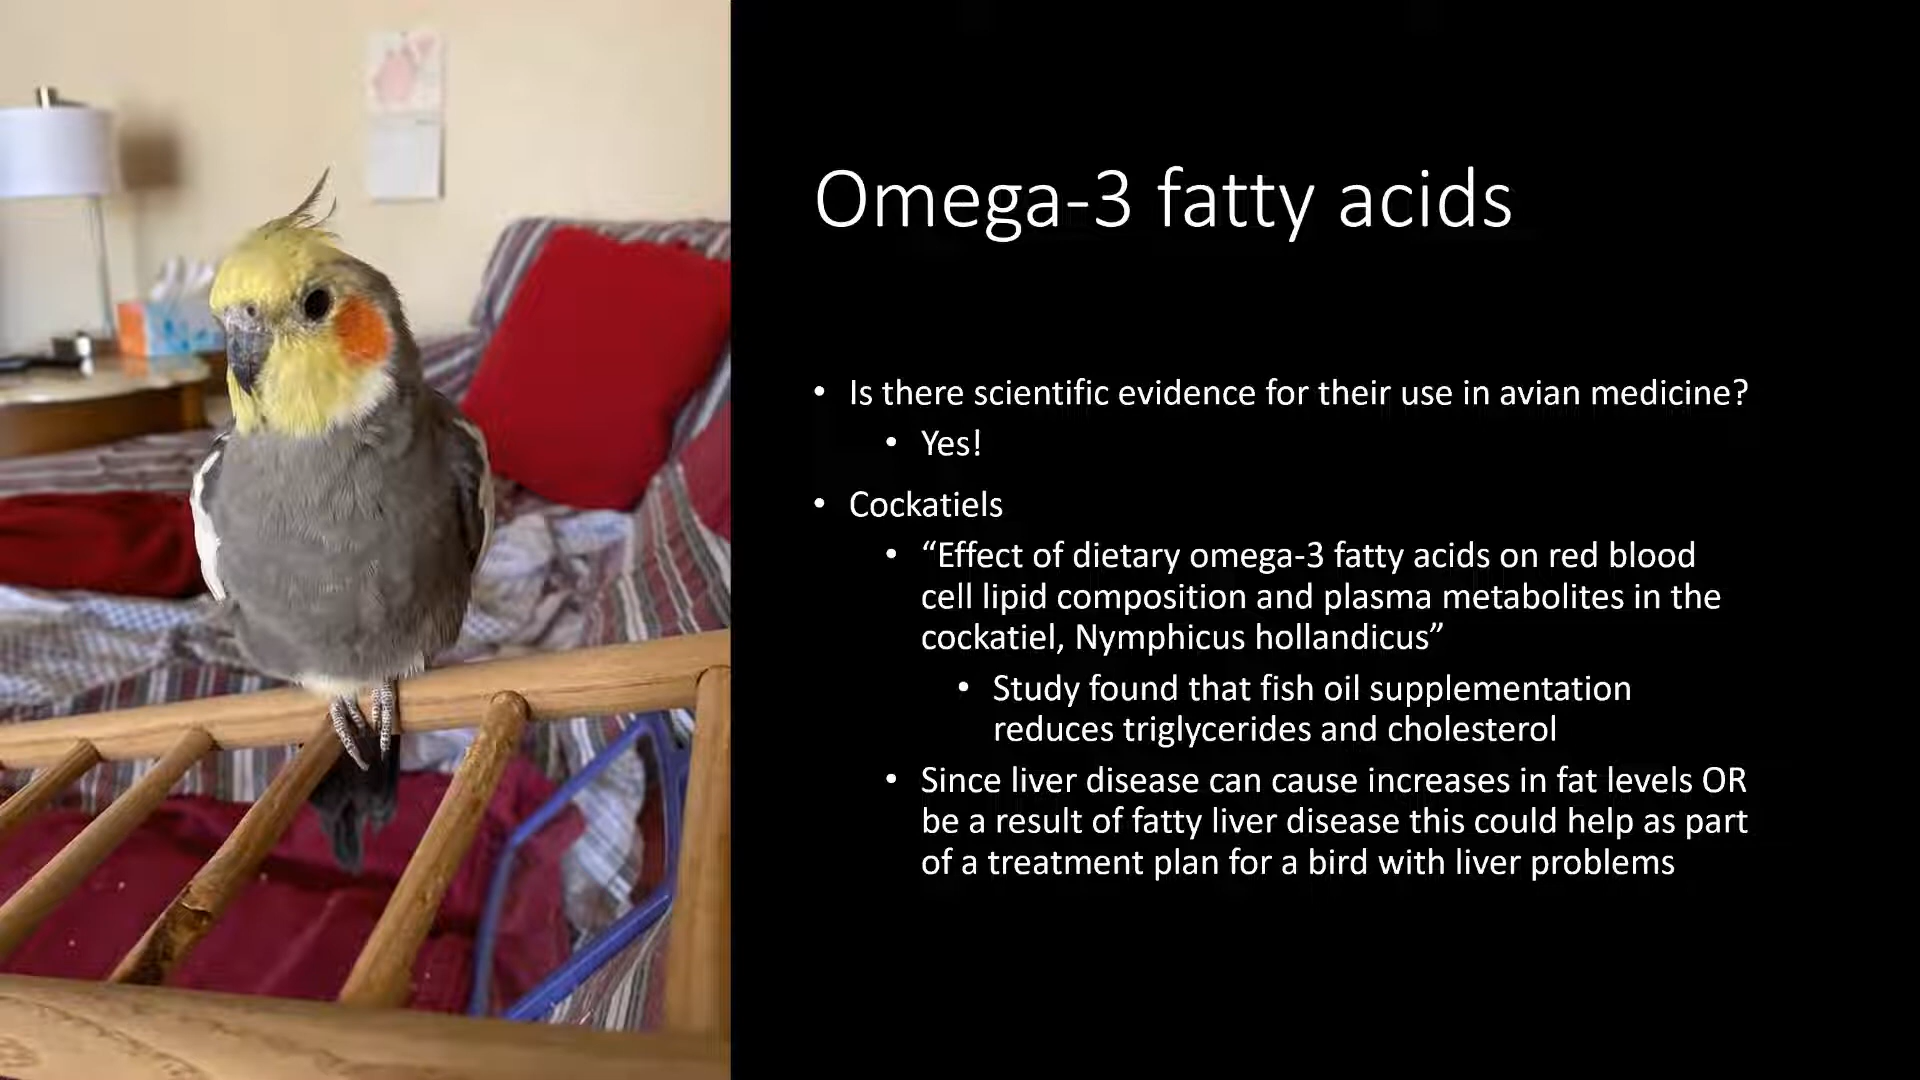 Omega-3 fatty acids
• Is there scientific evidence for their use in avian medicine?
• Yes!
• Cockatiels
• “Effect of dietary omega-3 fatty acids on red blood
cell lipid composition and plasma metabolites in the
cockatiel, Nymphicus hollandicus”
• Study found that fish oil supplementation
reduces triglycerides and cholesterol
• Since liver disease can cause increases in fat levels OR
be a result of fatty liver disease this could help as part
of a treatment plan for a bird with liver problems